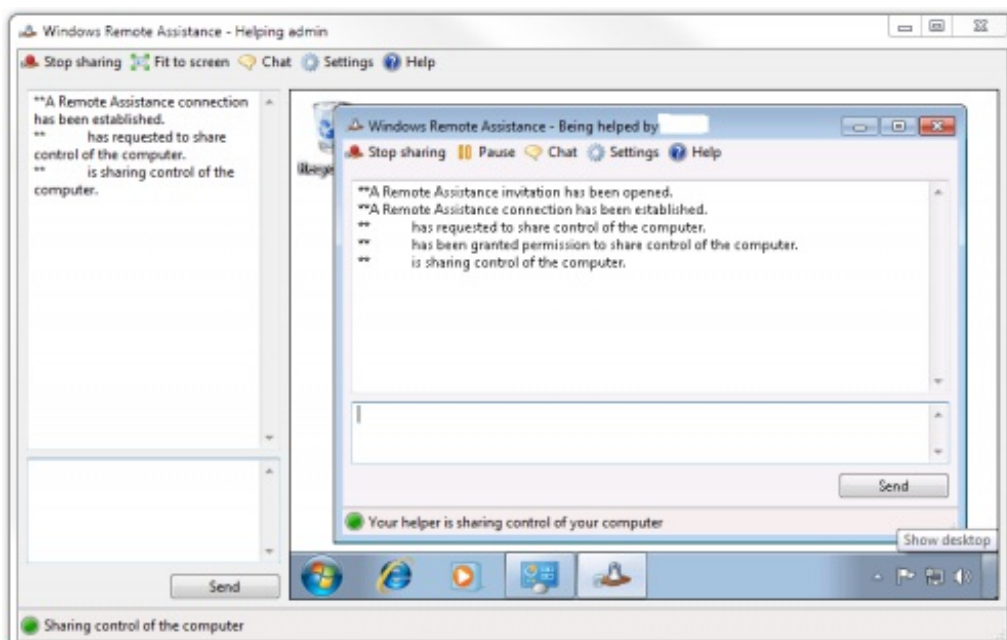 Windows Remote Assistance - Helping admin
Stop sharing Fit to screen Chat Settings Help
**A Remote Assistance connection
has been established.
** has requested to share
control of the computer.
** is sharing control of the
computer.
Send
Sharing control of the computer
Windows Remote Assistance - Being helped by
Stop sharing Pause Chat Settings Help
**A Remote Assistance invitation has been opened.
**A Remote Assistance connection has been established.
** has requested to share control of the computer.
** has been granted permission to share control of the computer.
** is sharing control of the computer.
Send
Your helper is sharing control of your computer
Show desktop